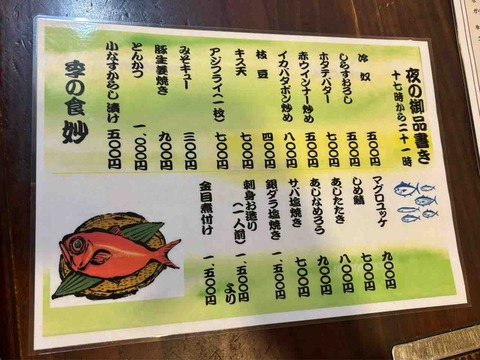 夜の御品書き
十七時から二十一時
冷奴 五〇〇円
しらすおろし 五〇〇円
ホタテバター 七〇〇円
赤ウインナー炒め 五〇〇円
イカバタポン炒め 八〇〇円
枝豆 四〇〇円
キス天 七〇〇円
アジフライ(一枚) 七〇〇円
みそキュー 三〇〇円
豚生姜焼き 九〇〇円
とんかつ 一、〇〇〇円
小なすからし漬け 五〇〇円
マグロユッケ 九〇〇円
しめ鯖 七〇〇円
あじたたき 八〇〇円
あじなめろう 九〇〇円
サバ塩焼き 七〇〇円
銀ダラ塩焼き 一、五〇〇円
刺身お造り(一人前) 一、五〇〇円より
金目煮付け 一、五〇〇円
季の食 妙